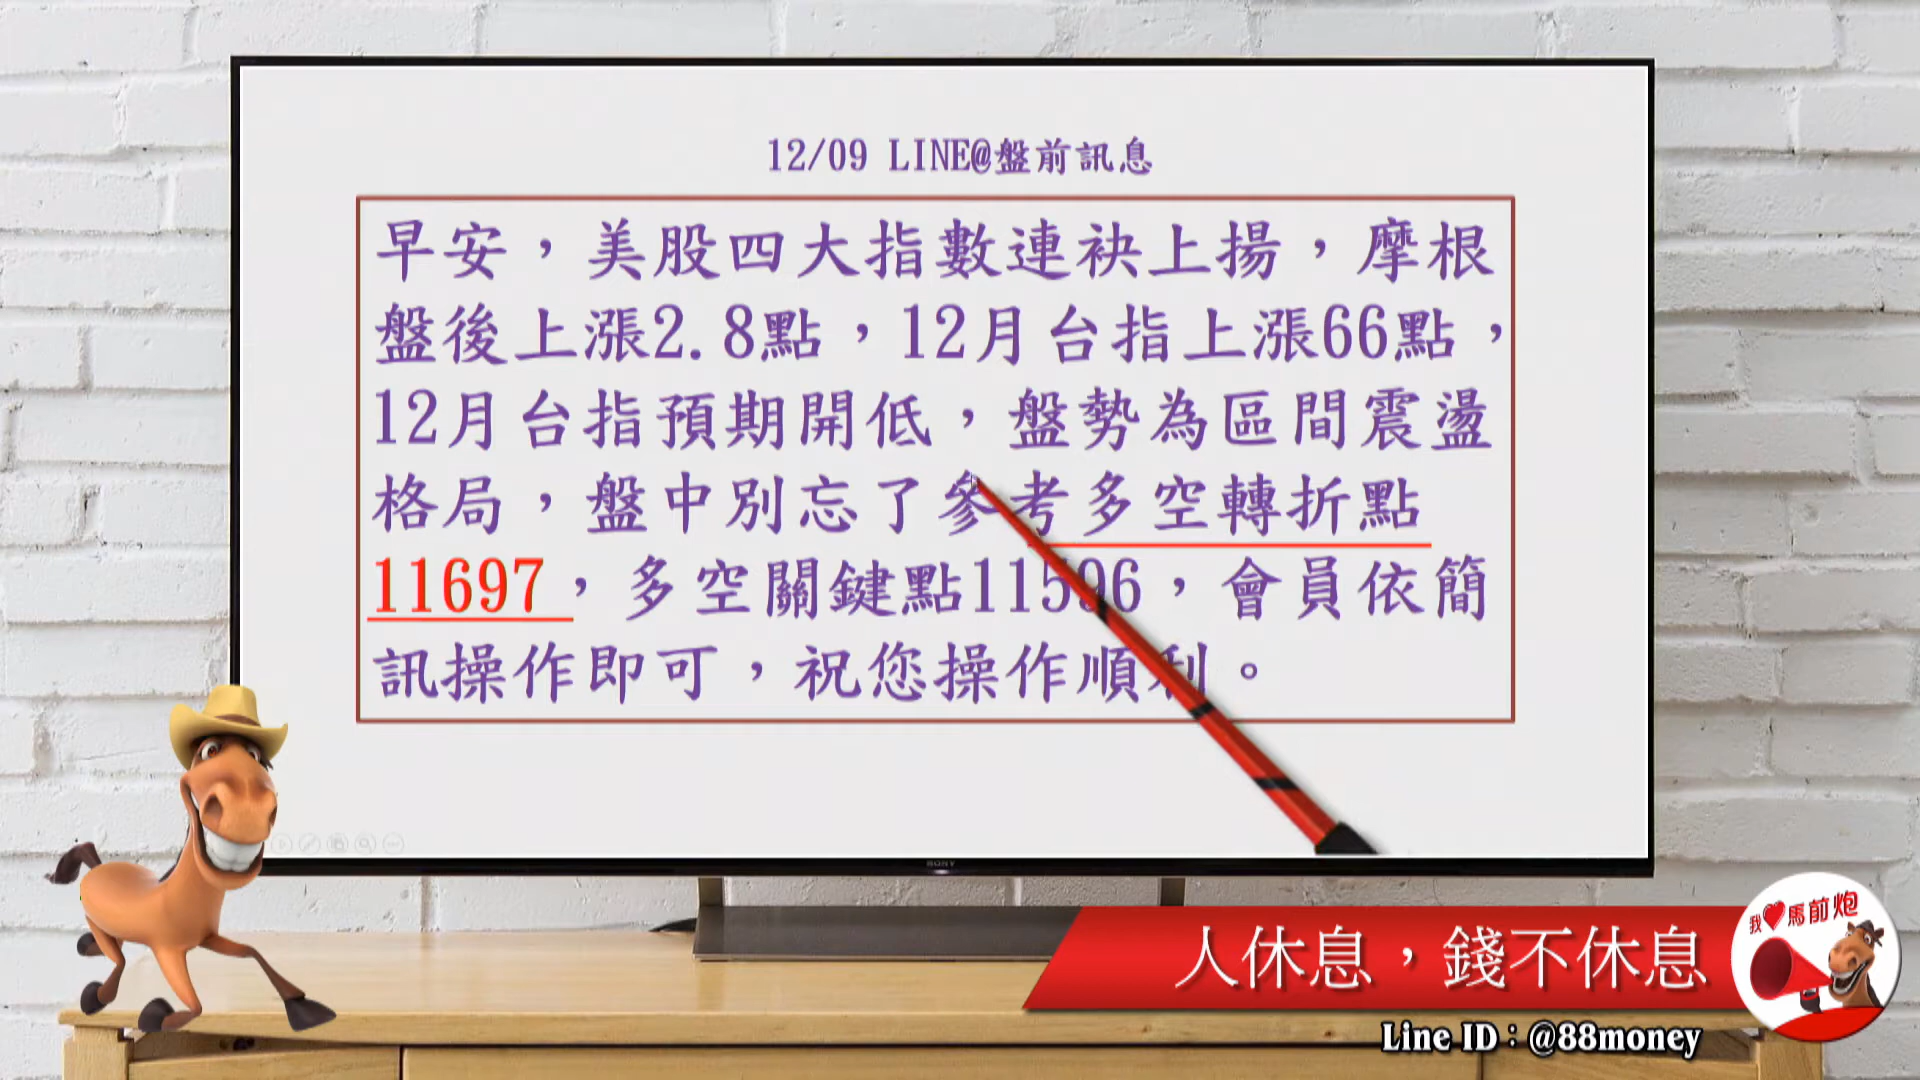 12/09 LINE@盤前訊息
早安，美股四大指數連袂上揚，摩根
盤後上漲2.8點，12月台指上漲66點，
12月台指預期開低，盤勢為區間震盪
格局，盤中別忘了參考多空轉折點
11697，多空關鍵點11596，會員依簡
訊操作即可，祝您操作順利。
SONY
我❤馬前炮
人休息，錢不休息
Line ID：@88money